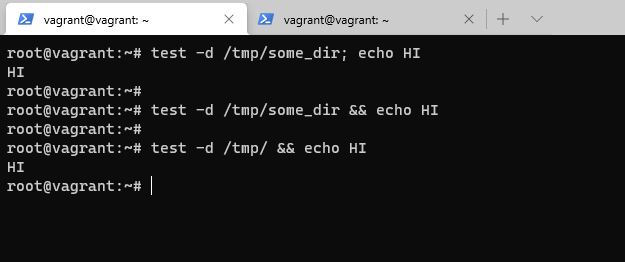 vagrant@vagrant: ~
vagrant@vagrant: ~
root@vagrant:~# test -d /tmp/some_dir; echo HI
HI
root@vagrant:~#
root@vagrant:~# test -d /tmp/some_dir && echo HI
root@vagrant:~#
root@vagrant:~# test -d /tmp/ && echo HI
HI
root@vagrant:~#